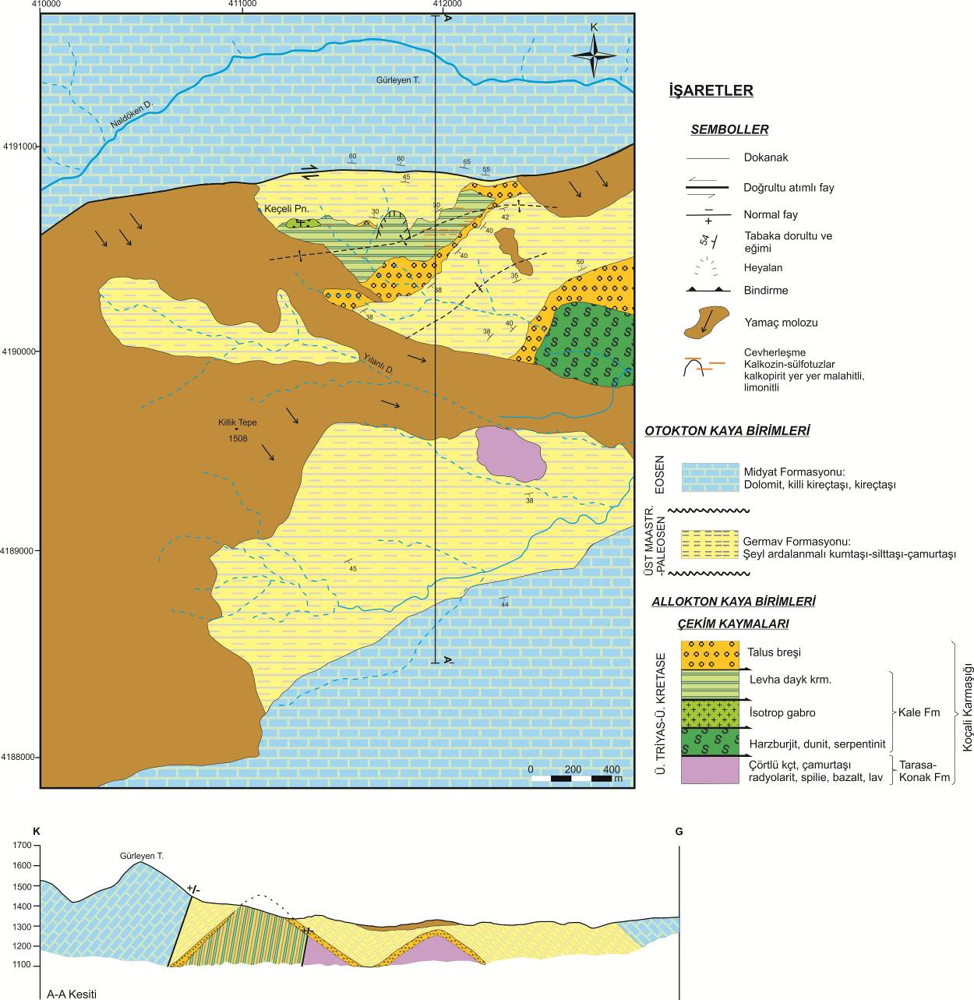 410000
411000
412000
A
K
Gürleyen T.
Naldöken D.
4191000
60
60
65
55
45
Keçeli Pn.
30
30
42
40
40
50
35
38
38
40
38
4190000
Yılanlı D.
Killik Tepe
1508
38
4189000
45
44
A'
4188000
0 200 400
m
İŞARETLER
SEMBOLLER
Dokanak
Doğrultu atımlı fay
Normal fay
54
Tabaka dorultu ve
eğimi
Heyalan
Bindirme
Yamaç molozu
Cevherleşme
Kalkozin-sülfotuzlar
kalkopirit yer yer malahitli,
limonitli
OTOKTON KAYA BİRİMLERİ
EOSEN
Midyat Formasyonu:
Dolomit, killi kireçtaşı, kireçtaşı
ÜST MAASTR.
-PALEOSEN
Germav Formasyonu:
Şeyl ardalanmalı kumtaşı-silttaşı-çamurtaşı
ALLOKTON KAYA BİRİMLERİ
ÇEKİM KAYMALARI
Ü. TRİYAS-Ü. KRETASE
Talus breşi
Levha dayk krm.
İsotrop gabro
Harzburjit, dunit, serpentinit
Kale Fm
Çörtlü kçt, çamurtaşı
radyolarit, spilie, bazalt, lav
Tarasa-
Konak Fm
Koçali Karmaşığı
K
G
1700
1600
1500
1400
1300
1200
1100
Gürleyen T.
+/-
+/-
A-A Kesiti